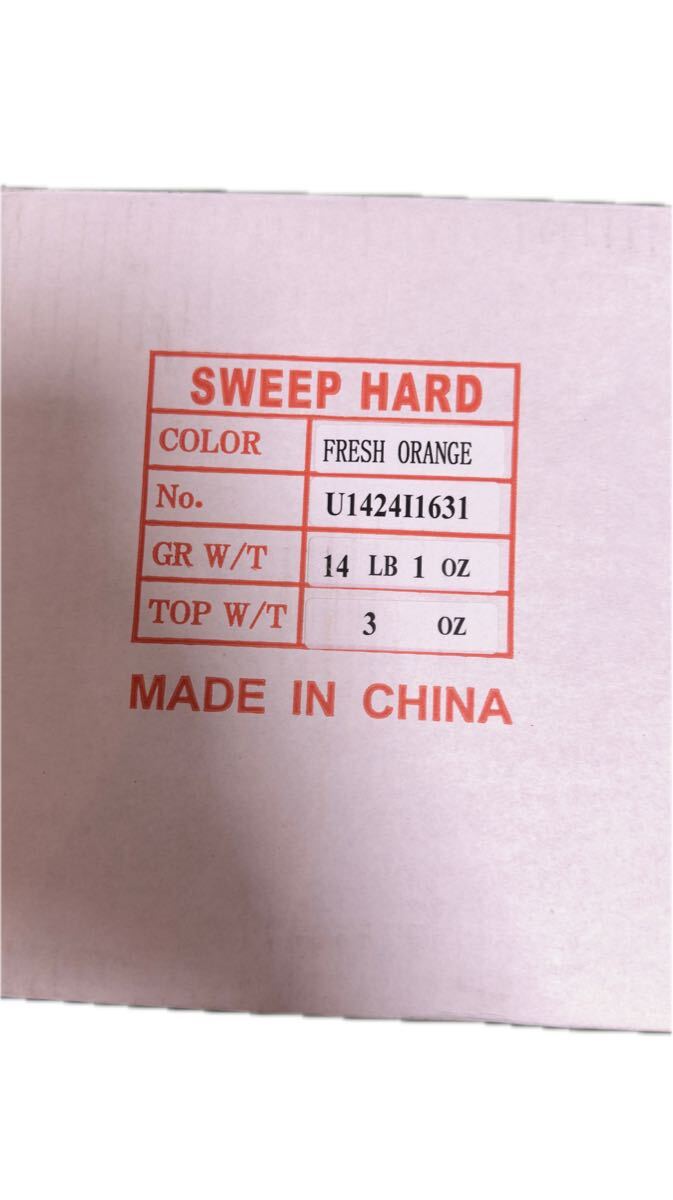 SWEEP HARD
COLOR FRESH ORANGE
No. U1424I1631
GR W/T 14 LB 1 OZ
TOP W/T 3 OZ
MADE IN CHINA